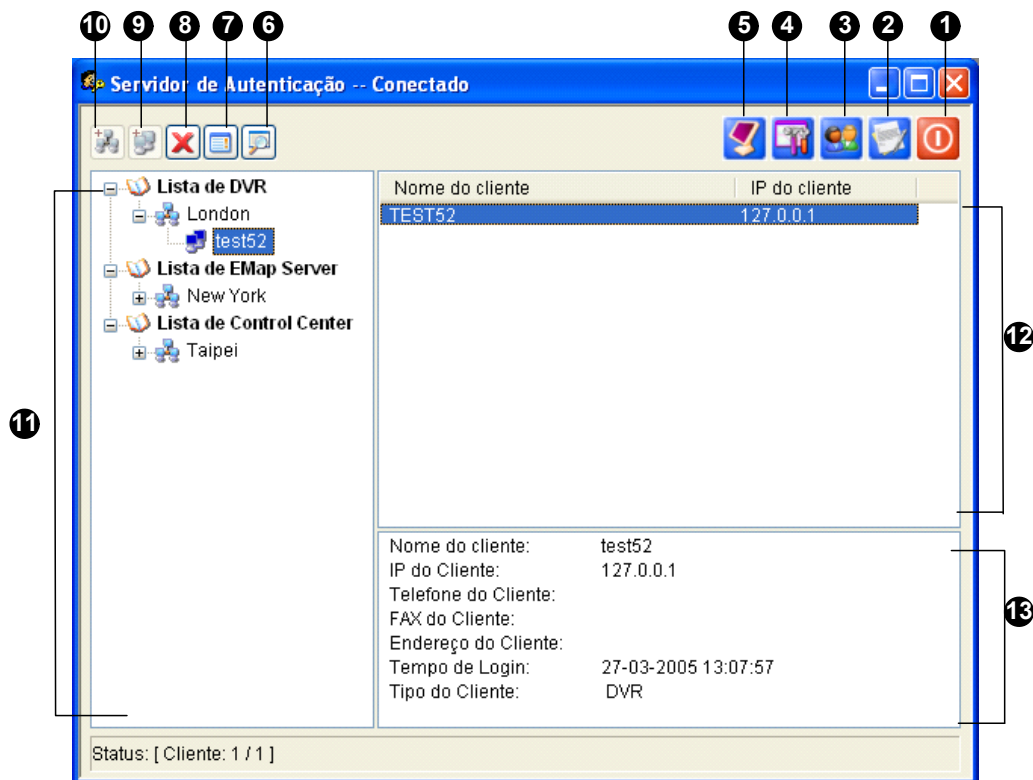 10 9 8 7 6 5 4 3 2 1
Servidor de Autenticação -- Conectado
Lista de DVR
London
test52
Lista de EMap Server
New York
Lista de Control Center
Taipei
11
Nome do cliente IP do cliente
TEST52 127.0.0.1
12
Nome do cliente: test52
IP do Cliente: 127.0.0.1
Telefone do Cliente:
FAX do Cliente:
Endereço do Cliente:
Tempo de Login: 27-03-2005 13:07:57
Tipo do Cliente: DVR
13
Status: [ Cliente: 1 / 1 ]